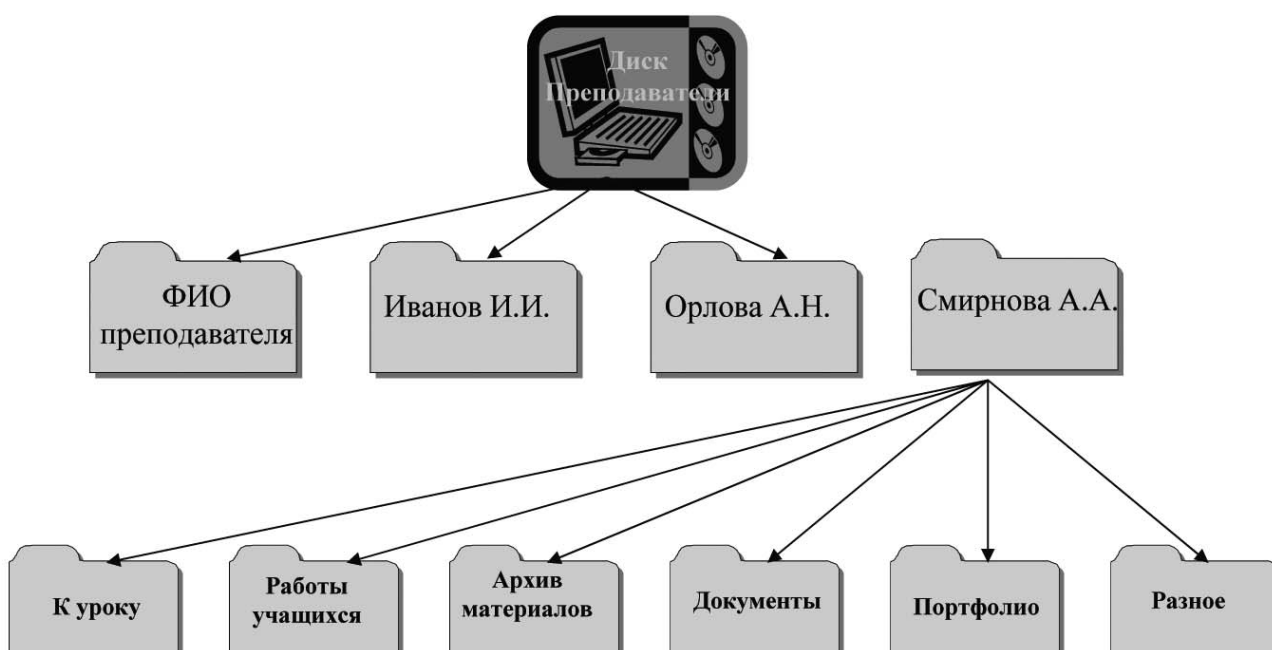 Диск
Преподаватели
ФИО
преподавателя
Иванов И.И.
Орлова А.Н.
Смирнова А.А.
К уроку
Работы
учащихся
Архив
материалов
Документы
Портфолио
Разное